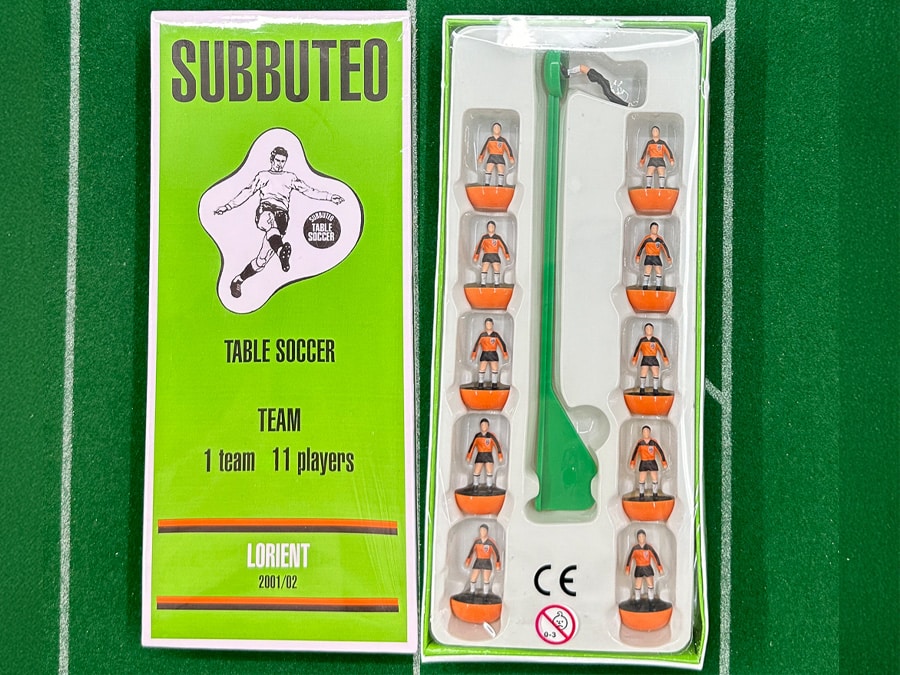 SUBBUTEO
SUBBUTEO
TABLE
SOCCER
TABLE SOCCER
TEAM
1 team 11 players
LORIENT
2001/02
CE
0-3